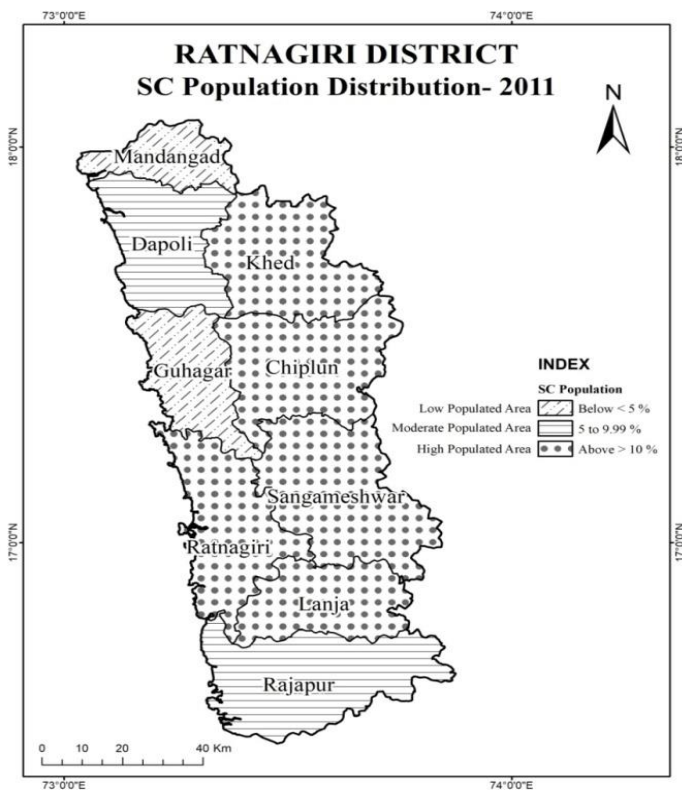 73°0'0"E 74°0'0"E
RATNAGIRI DISTRICT
SC Population Distribution- 2011
N
18°0'0"N 18°0'0"N
Mandangad
Dapoli
Khed
Guhagar
Chiplun
INDEX
SC Population
Low Populated Area Below < 5 %
Moderate Populated Area 5 to 9.99 %
High Populated Area Above > 10 %
Sangameshwar
17°0'0"N 17°0'0"N
Ratnagiri
Lanja
Rajapur
0 10 20 40 Km
73°0'0"E 74°0'0"E